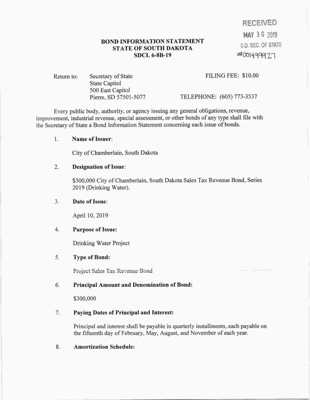 RECEIVED
MAY 30 2019
S.D. SEC. OF STATE
BOND INFORMATION STATEMENT
STATE OF SOUTH DAKOTA
SDCL 6-8B-19
Return to: Secretary of State FILING FEE: $10.00
State Capitol
500 East Capitol
Pierre, SD 57501-5077 TELEPHONE: (605) 773-3537
Every public body, authority, or agency issuing any general obligations, revenue,
improvement, industrial revenue, special assessment, or other bonds of any type shall file with
the Secretary of State a Bond Information Statement concerning each issue of bonds.
1. Name of Issuer:
City of Chamberlain, South Dakota
2. Designation of Issue:
$300,000 City of Chamberlain, South Dakota Sales Tax Revenue Bond, Series
2019 (Drinking Water).
3. Date of Issue:
April 10, 2019
4. Purpose of Issue:
Drinking Water Project
5. Type of Bond:
Project Sales Tax Revenue Bond
6. Principal Amount and Denomination of Bond:
$300,000
7. Paying Dates of Principal and Interest:
Principal and interest shall be payable in quarterly installments, each payable on
the fifteenth day of February, May, August, and November of each year.
8. Amortization Schedule: